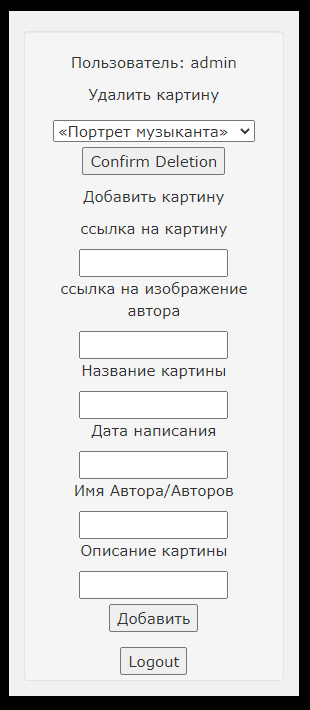 Пользователь: admin
Удалить картину
«Портрет музыканта»
Confirm Deletion
Добавить картину
ссылка на картину
ссылка на изображение
автора
Название картины
Дата написания
Имя Автора/Авторов
Описание картины
Добавить
Logout